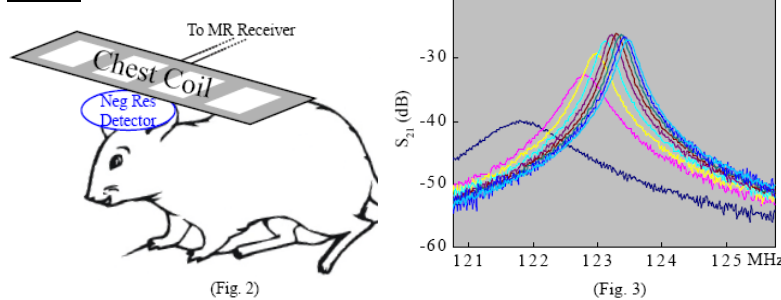 To MR Receiver
Chest Coil
Neg Res
Detector
(Fig. 2)
S21 (dB)
-30
-40
-50
-60
121 122 123 124 125 MHz
(Fig. 3)